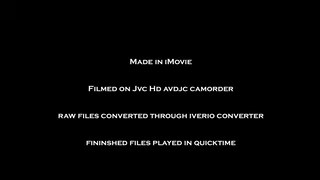 Made in iMovie
Filmed on Jvc Hd avdjc camorder
raw files converted through iverio converter
fininshed files played in quicktime